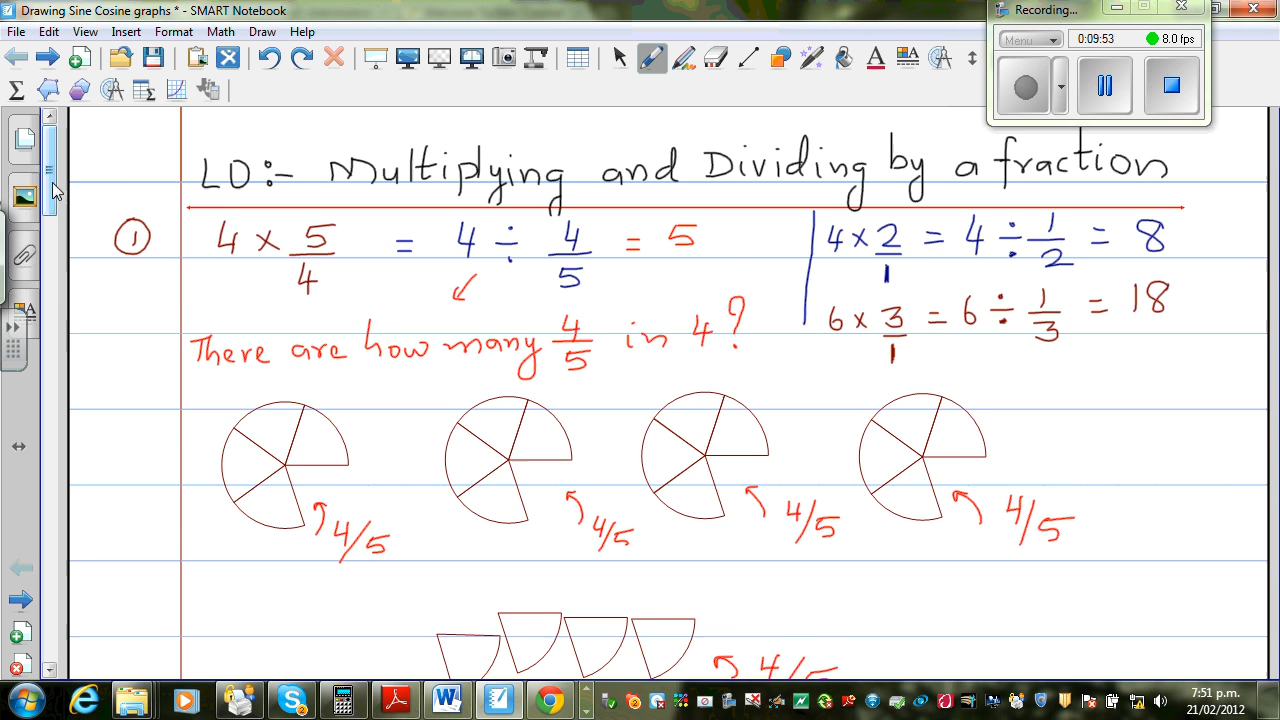 Drawing Sine Cosine graphs * - SMART Notebook
Recording...
File Edit View Insert Format Math Draw Help
Menu 0:09:53 8.0 fps
LO:- Multiplying and Dividing by a fraction
① 4 × 5/4 = 4 ÷ 4/5 = 5
4 × 2/1 = 4 ÷ 1/2 = 8
6 × 3/1 = 6 ÷ 1/3 = 18
There are how many 4/5 in 4?
4/5 4/5 4/5 4/5
4/5
7:51 p.m.
21/02/2012